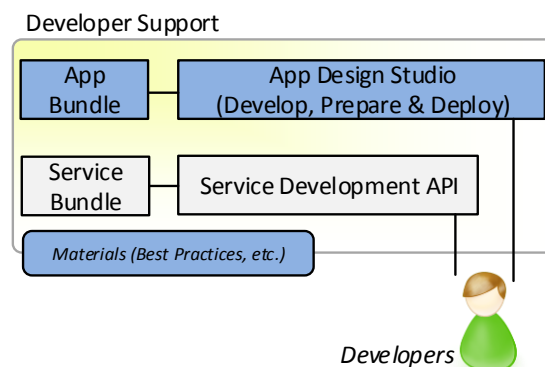 Developer Support
App
Bundle
App Design Studio
(Develop, Prepare & Deploy)
Service
Bundle
Service Development API
Materials (Best Practices, etc.)
Developers